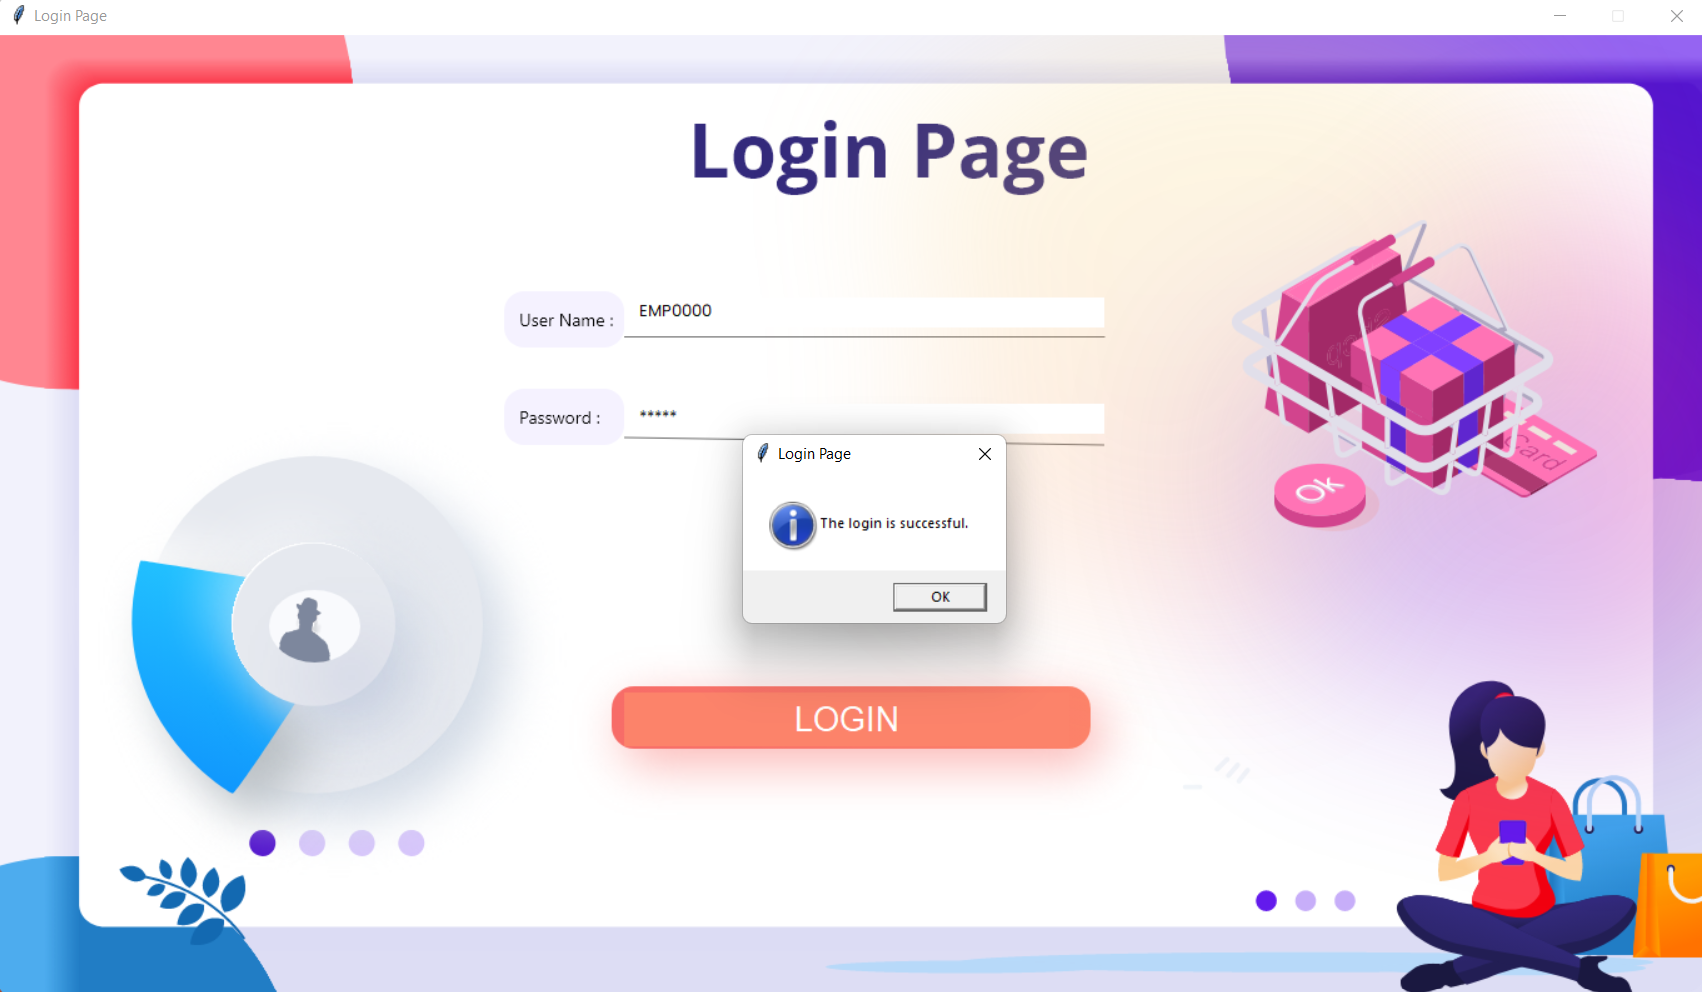 Login Page
Login Page
User Name :
EMP0000
Password :
*****
Login Page
The login is successful.
OK
LOGIN
Card
Ok